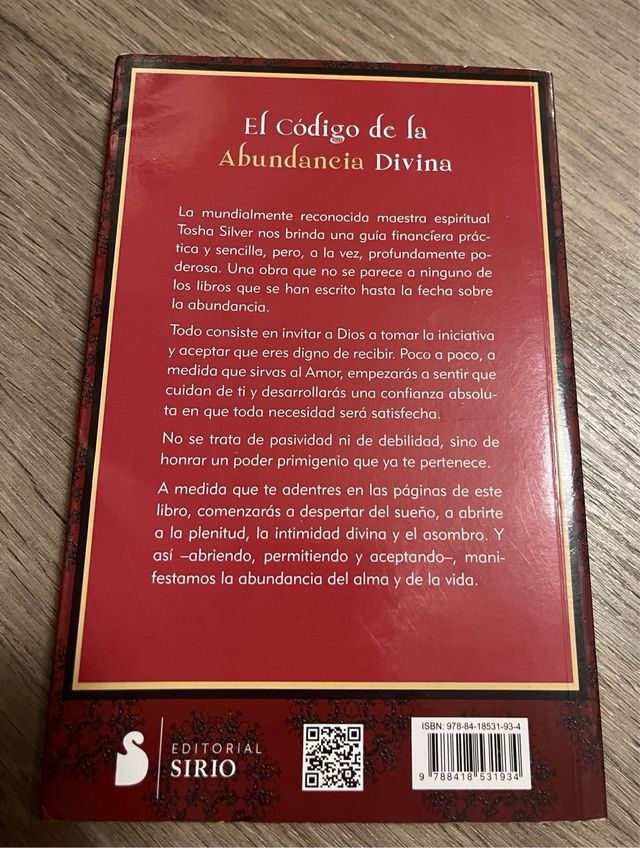 El Código de la
Abundancia Divina
La mundialmente reconocida maestra espiritual
Tosha Silver nos brinda una guía financiera prác-
tica y sencilla, pero, a la vez, profundamente po-
derosa. Una obra que no se parece a ninguno de
los libros que se han escrito hasta la fecha sobre
la abundancia.
Todo consiste en invitar a Dios a tomar la iniciativa
y aceptar que eres digno de recibir. Poco a poco, a
medida que sirvas al Amor, empezarás a sentir que
cuidan de ti y desarrollarás una confianza absolu-
ta en que toda necesidad será satisfecha.
No se trata de pasividad ni de debilidad, sino de
honrar un poder primigenio que ya te pertenece.
A medida que te adentres en las páginas de este
libro, comenzarás a despertar del sueño, a abrirte
a la plenitud, la intimidad divina y el asombro. Y
así –abriendo, permitiendo y aceptando–, mani-
festamos la abundancia del alma y de la vida.
EDITORIAL
SIRIO
ISBN: 978-84-18531-93-4
9 788418 531934